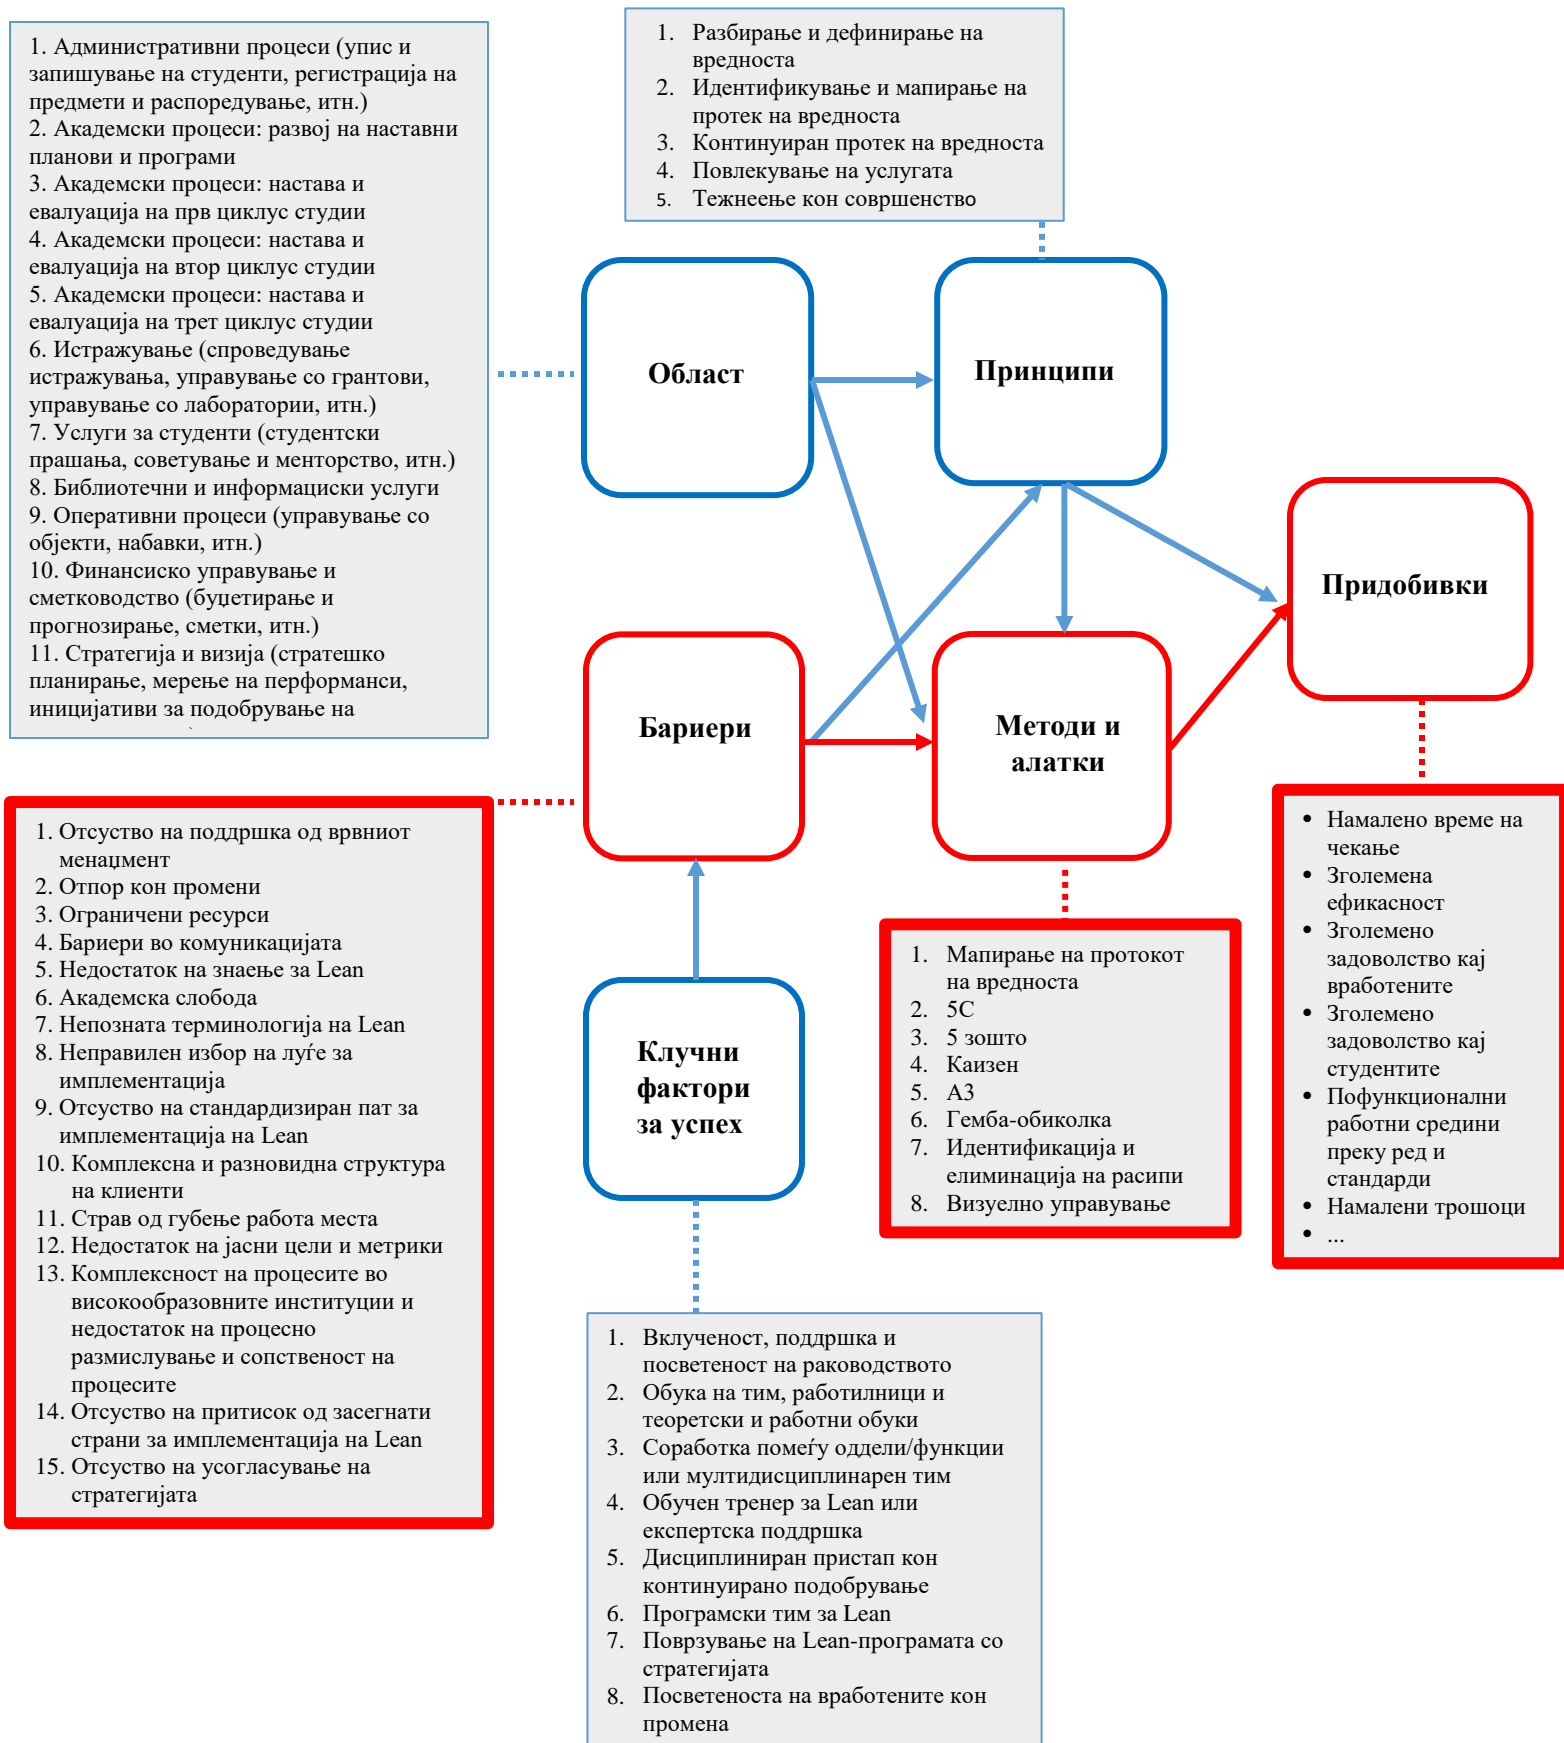 1. Административни процеси (упис и
запишување на студенти, регистрација на
предмети и распоредување, итн.)
2. Академски процеси: развој на наставни
планови и програми
3. Академски процеси: настава и
евалуација на прв циклус студии
4. Академски процеси: настава и
евалуација на втор циклус студии
5. Академски процеси: настава и
евалуација на трет циклус студии
6. Истражување (спроведување
истражувања, управување со грантови,
управување со лаборатории, итн.)
7. Услуги за студенти (студентски
прашања, советување и менторство, итн.)
8. Библиотечни и информациски услуги
9. Оперативни процеси (управување со
објекти, набавки, итн.)
10. Финансиско управување и
сметководство (буџетирање и
прогнозирање, сметки, итн.)
11. Стратегија и визија (стратешко
планирање, мерење на перформанси,
иницијативи за подобрување на
1. Разбирање и дефинирање на
вредноста
2. Идентификување и мапирање на
протек на вредноста
3. Континуиран протек на вредноста
4. Повлекување на услугата
5. Тежнеење кон совршенство
Област
Принципи
Придобивки
Бариери
Методи и
алатки
Клучни
фактори
за успех
1. Отсуство на поддршка од врвниот
менаџмент
2. Отпор кон промени
3. Ограничени ресурси
4. Бариери во комуникацијата
5. Недостаток на знаење за Lean
6. Академска слобода
7. Непозната терминологија на Lean
8. Неправилен избор на луѓе за
имплементација
9. Отсуство на стандардизиран пат за
имплементација на Lean
10. Комплексна и разновидна структура
на клиенти
11. Страв од губење работа места
12. Недостаток на јасни цели и метрики
13. Комплексност на процесите во
високообразовните институции и
недостаток на процесно
размислување и сопственост на
процесите
14. Отсуство на притисок од засегнати
страни за имплементација на Lean
15. Отсуство на усогласување на
стратегијата
1. Мапирање на протокот
на вредноста
2. 5С
3. 5 зошто
4. Каизен
5. А3
6. Гемба-обиколка
7. Идентификација и
елиминација на расипи
8. Визуелно управување
• Намалено време на
чекање
• Зголемена
ефикасност
• Зголемено
задоволство кај
вработените
• Зголемено
задоволство кај
студентите
• Пофункционални
работни средини
преку ред и
стандарди
• Намалени трошоци
• ...
1. Вклученост, поддршка и
посветеност на раководството
2. Обука на тим, работилници и
теоретски и работни обуки
3. Соработка помеѓу оддели/функции
или мултидисциплинарен тим
4. Обучен тренер за Lean или
експертска поддршка
5. Дисциплиниран пристап кон
континуирано подобрување
6. Програмски тим за Lean
7. Поврзување на Lean-програмата со
стратегијата
8. Посветеноста на вработените кон
промена